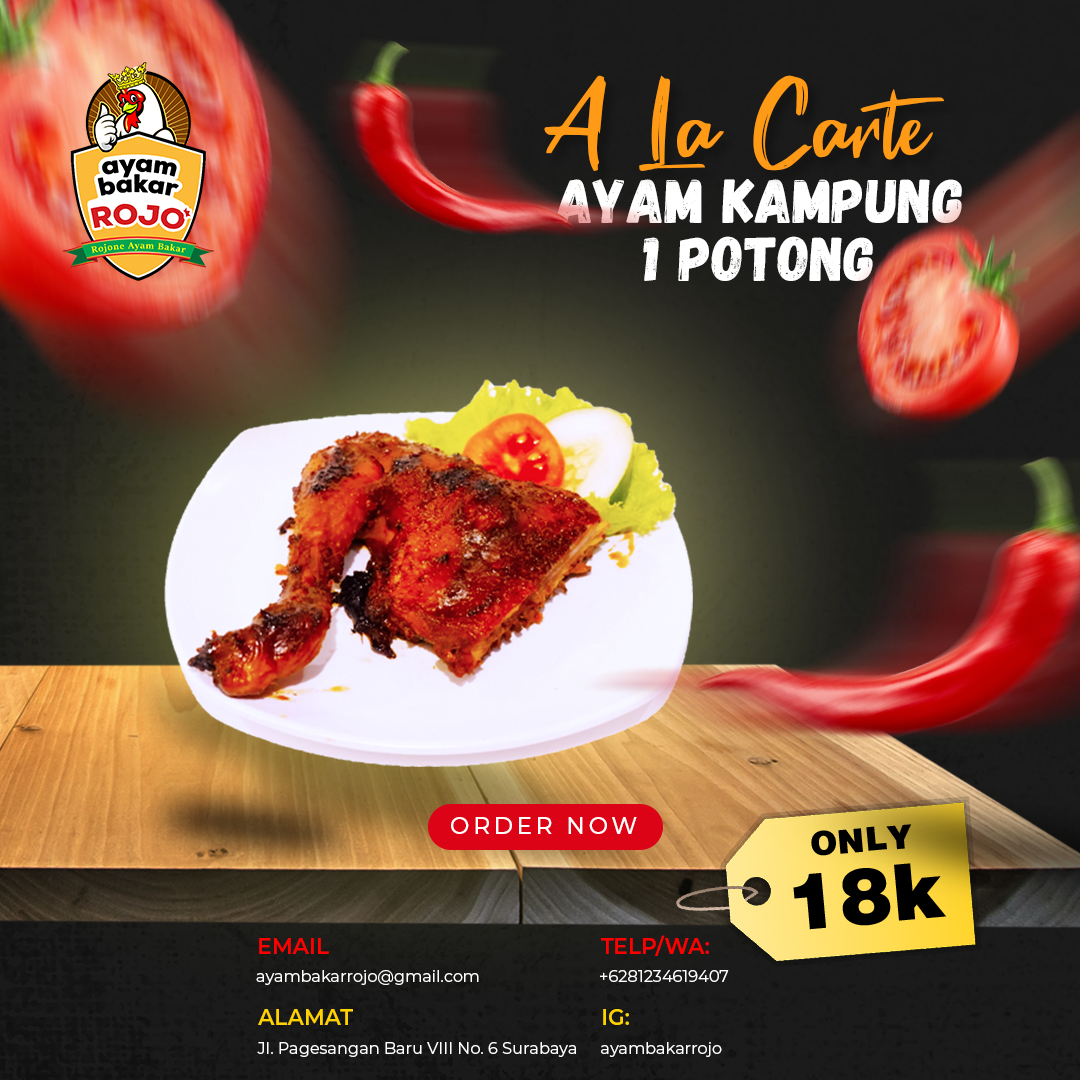 ayam
bakar
ROJO
Rojone Ayam Bakar
A La Carte
AYAM KAMPUNG
1 POTONG
ORDER NOW
ONLY
18k
EMAIL
ayambakarrojo@gmail.com
TELP/WA:
+6281234619407
ALAMAT
Jl. Pagesangan Baru VIII No. 6 Surabaya
IG:
ayambakarrojo